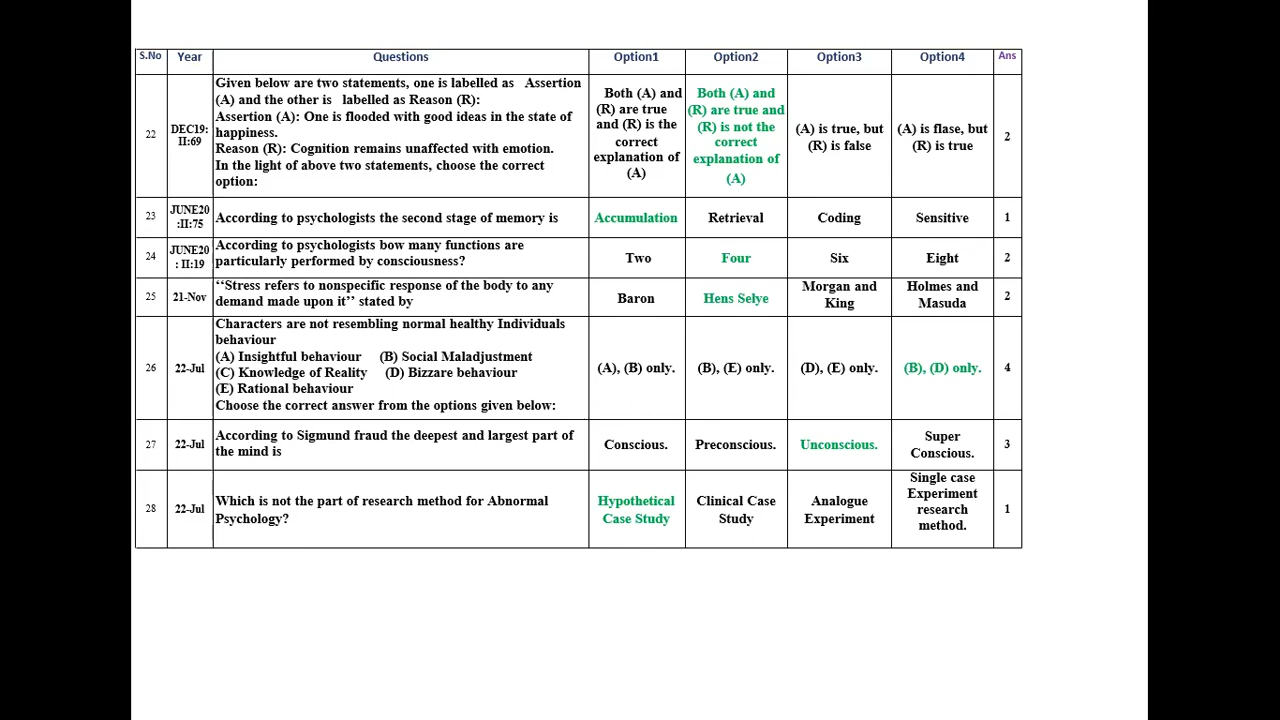 S.No Year Questions Option1 Option2 Option3 Option4 Ans
22
DEC19:
II:69
Given below are two statements, one is labelled as Assertion
(A) and the other is labelled as Reason (R):
Assertion (A): One is flooded with good ideas in the state of
happiness.
Reason (R): Cognition remains unaffected with emotion.
In the light of above two statements, choose the correct
option:
Both (A) and
(R) are true
and (R) is the
correct
explanation of
(A)
Both (A) and
(R) are true and
(R) is not the
correct
explanation of
(A)
(A) is true, but
(R) is false
(A) is flase, but
(R) is true
2
23
JUNE20
:II:75
According to psychologists the second stage of memory is
Accumulation
Retrieval
Coding
Sensitive
1
24
JUNE20
: II:19
According to psychologists bow many functions are
particularly performed by consciousness?
Two
Four
Six
Eight
2
25
21-Nov
‘‘Stress refers to nonspecific response of the body to any
demand made upon it’’ stated by
Baron
Hens Selye
Morgan and
King
Holmes and
Masuda
2
26
22-Jul
Characters are not resembling normal healthy Individuals
behaviour
(A) Insightful behaviour (B) Social Maladjustment
(C) Knowledge of Reality (D) Bizzare behaviour
(E) Rational behaviour
Choose the correct answer from the options given below:
(A), (B) only.
(B), (E) only.
(D), (E) only.
(B), (D) only.
4
27
22-Jul
According to Sigmund fraud the deepest and largest part of
the mind is
Conscious.
Preconscious.
Unconscious.
Super
Conscious.
3
28
22-Jul
Which is not the part of research method for Abnormal
Psychology?
Hypothetical
Case Study
Clinical Case
Study
Analogue
Experiment
Single case
Experiment
research
method.
1